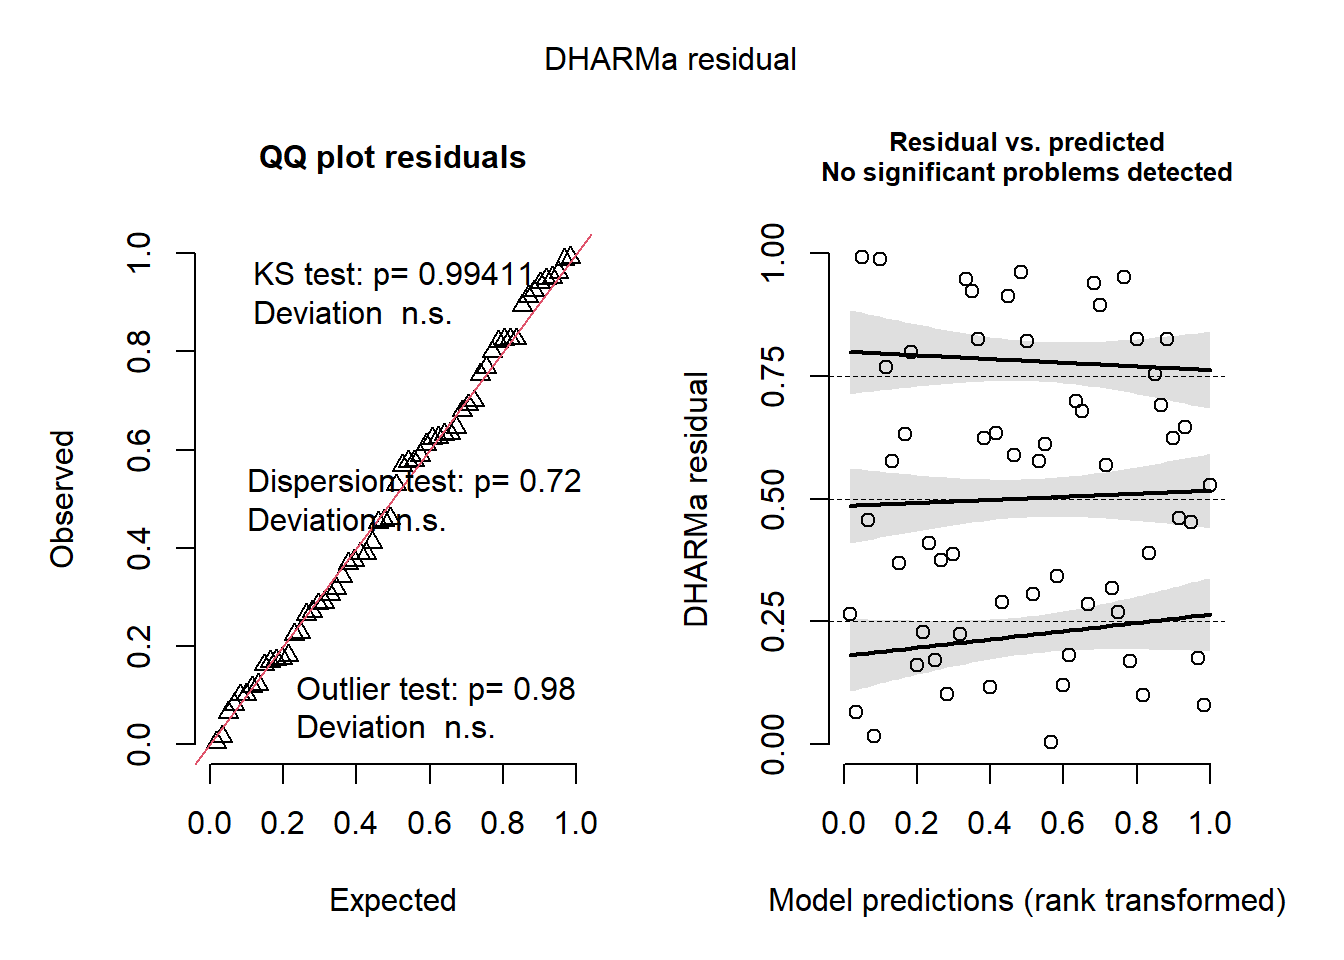 DHARMa residual
QQ plot residuals
KS test: p= 0.99411
Deviation  n.s.
Dispersion test: p= 0.72
Deviation  n.s.
Outlier test: p= 0.98
Deviation  n.s.
Observed
1.0
0.8
0.6
0.4
0.2
0.0
0.0 0.2 0.4 0.6 0.8 1.0
Expected
Residual vs. predicted
No significant problems detected
DHARMa residual
1.00
0.75
0.50
0.25
0.00
0.0 0.2 0.4 0.6 0.8 1.0
Model predictions (rank transformed)